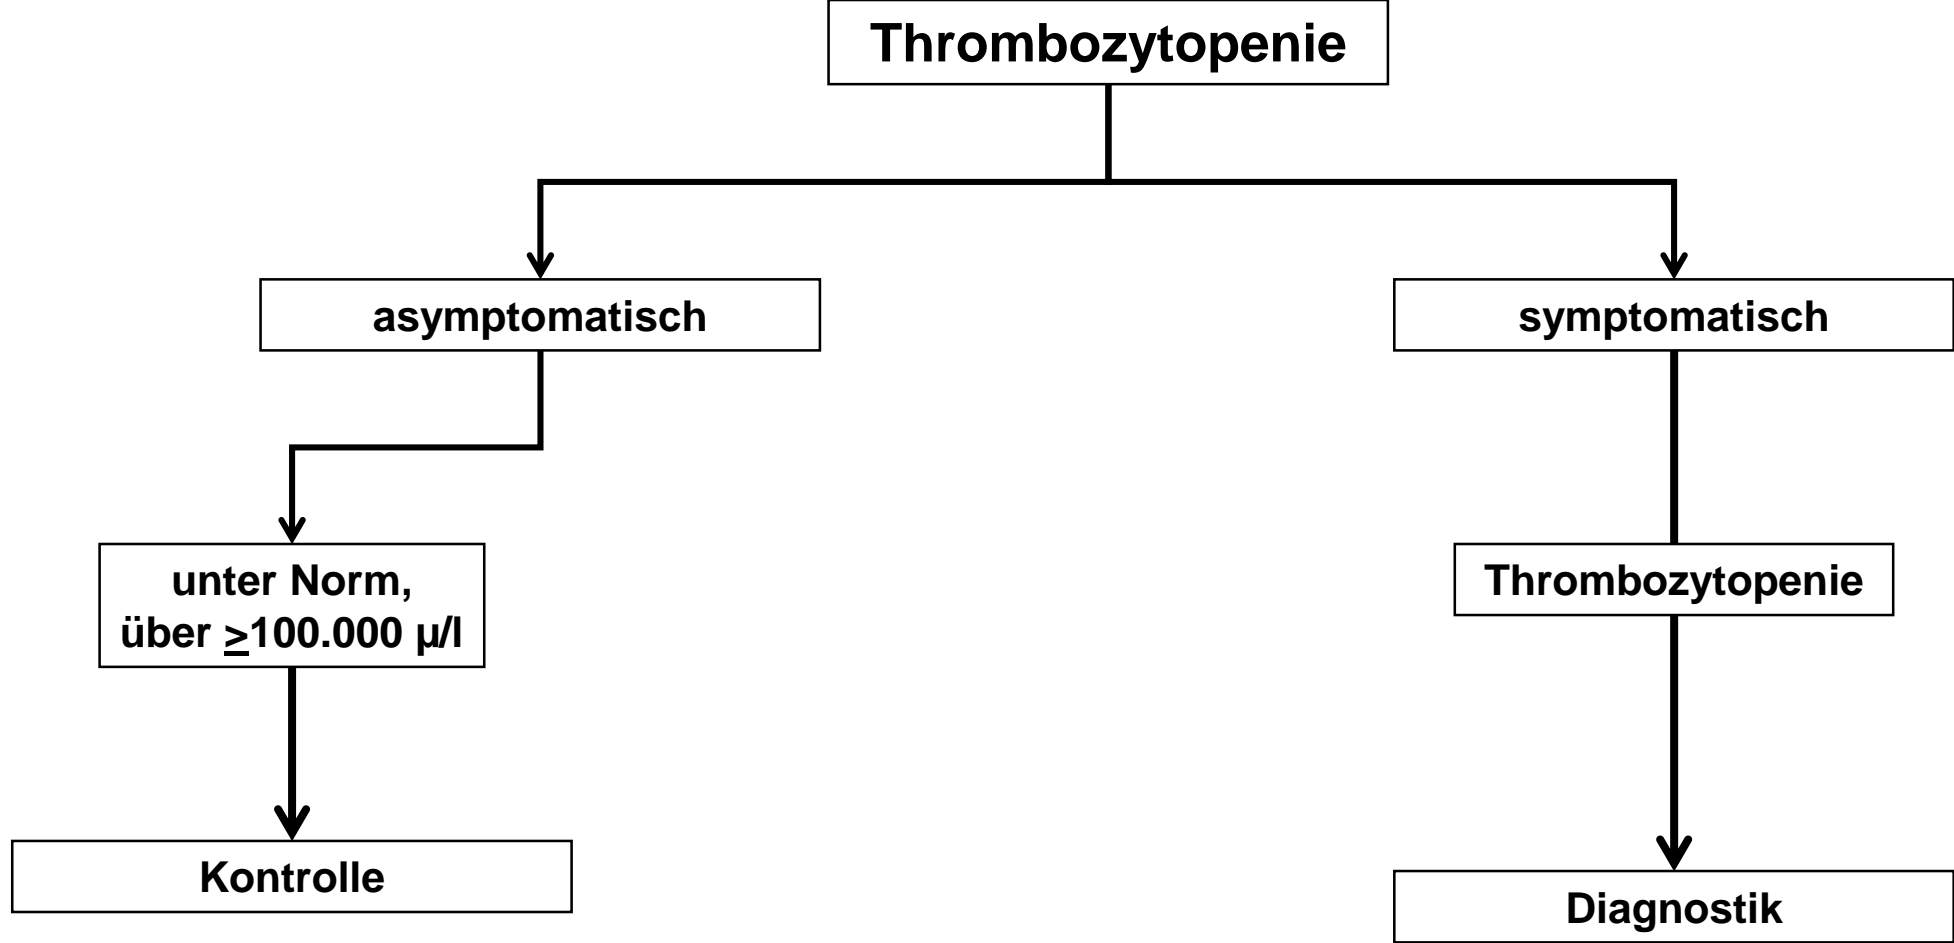 Thrombozytopenie
asymptomatisch
symptomatisch
unter Norm,
über ≥100.000 µ/l
Thrombozytopenie
Kontrolle
Diagnostik